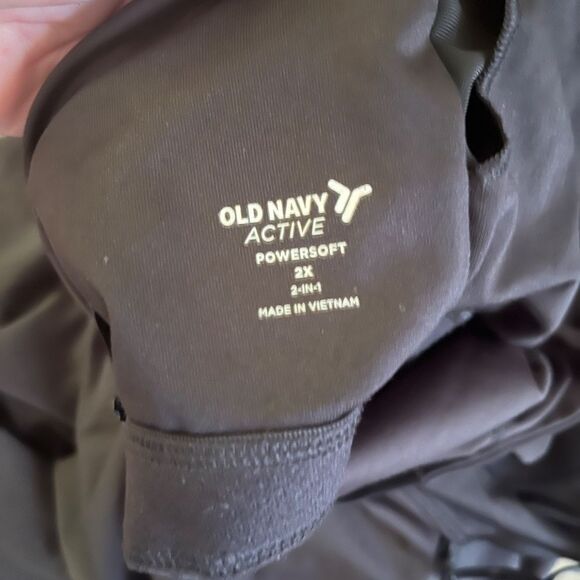 OLD NAVY
ACTIVE
POWERSOFT
2X
2-IN-1
MADE IN VIETNAM